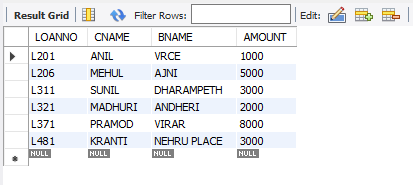 Result Grid Filter Rows: Edit:
LOANNO CNAME BNAME AMOUNT
L201 ANIL VRCE 1000
L206 MEHUL AJNI 5000
L311 SUNIL DHARAMPETH 3000
L321 MADHURI ANDHERI 2000
L371 PRAMOD VIRAR 8000
L481 KRANTI NEHRU PLACE 3000
NULL NULL NULL NULL